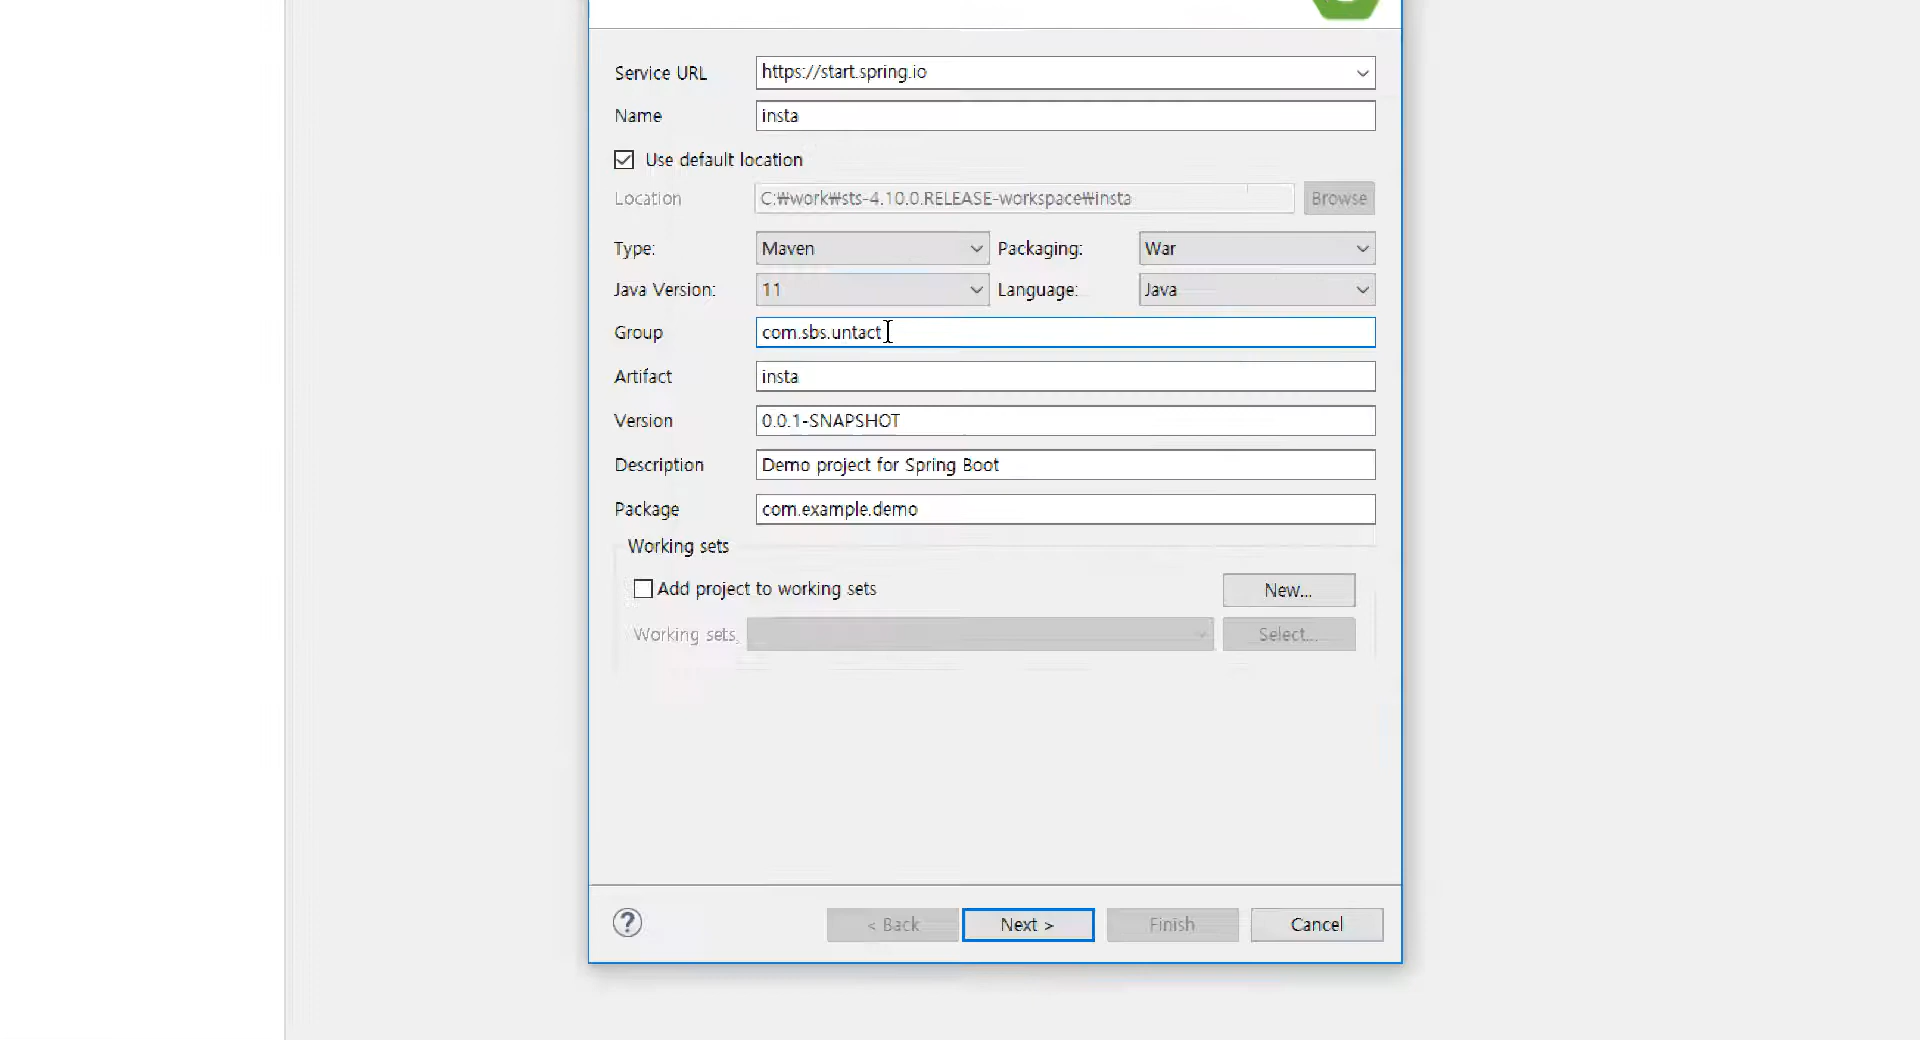 Service URL https://start.spring.io
Name insta
Use default location
Location C:₩work₩sts-4.10.0.RELEASE-workspace₩insta Browse
Type: Maven Packaging: War
Java Version: 11 Language: Java
Group com.sbs.untact
Artifact insta
Version 0.0.1-SNAPSHOT
Description Demo project for Spring Boot
Package com.example.demo
Working sets
Add project to working sets New...
Working sets: Select...
? < Back Next > Finish Cancel